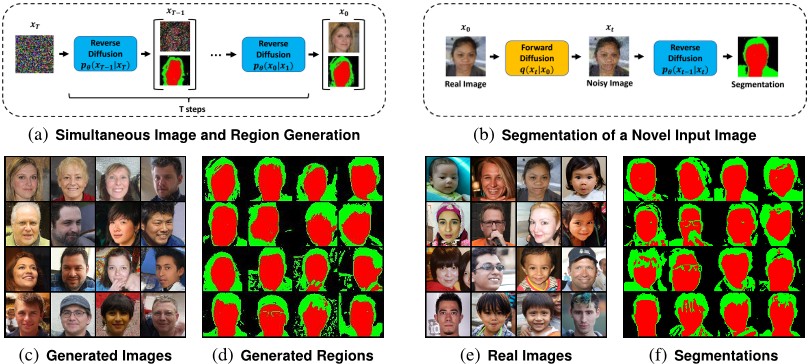 x_T
x_{T−1}
x_0
Reverse
Diffusion
p_θ(x_{T−1}|x_T)
...
Reverse
Diffusion
p_θ(x_0|x_1)
T steps
(a) Simultaneous Image and Region Generation
x_0
x_t
Forward
Diffusion
q(x_t|x_0)
Reverse
Diffusion
p_θ(x_{t−1}|x_t)
Real Image
Noisy Image
Segmentation
(b) Segmentation of a Novel Input Image
(c) Generated Images
(d) Generated Regions
(e) Real Images
(f) Segmentations